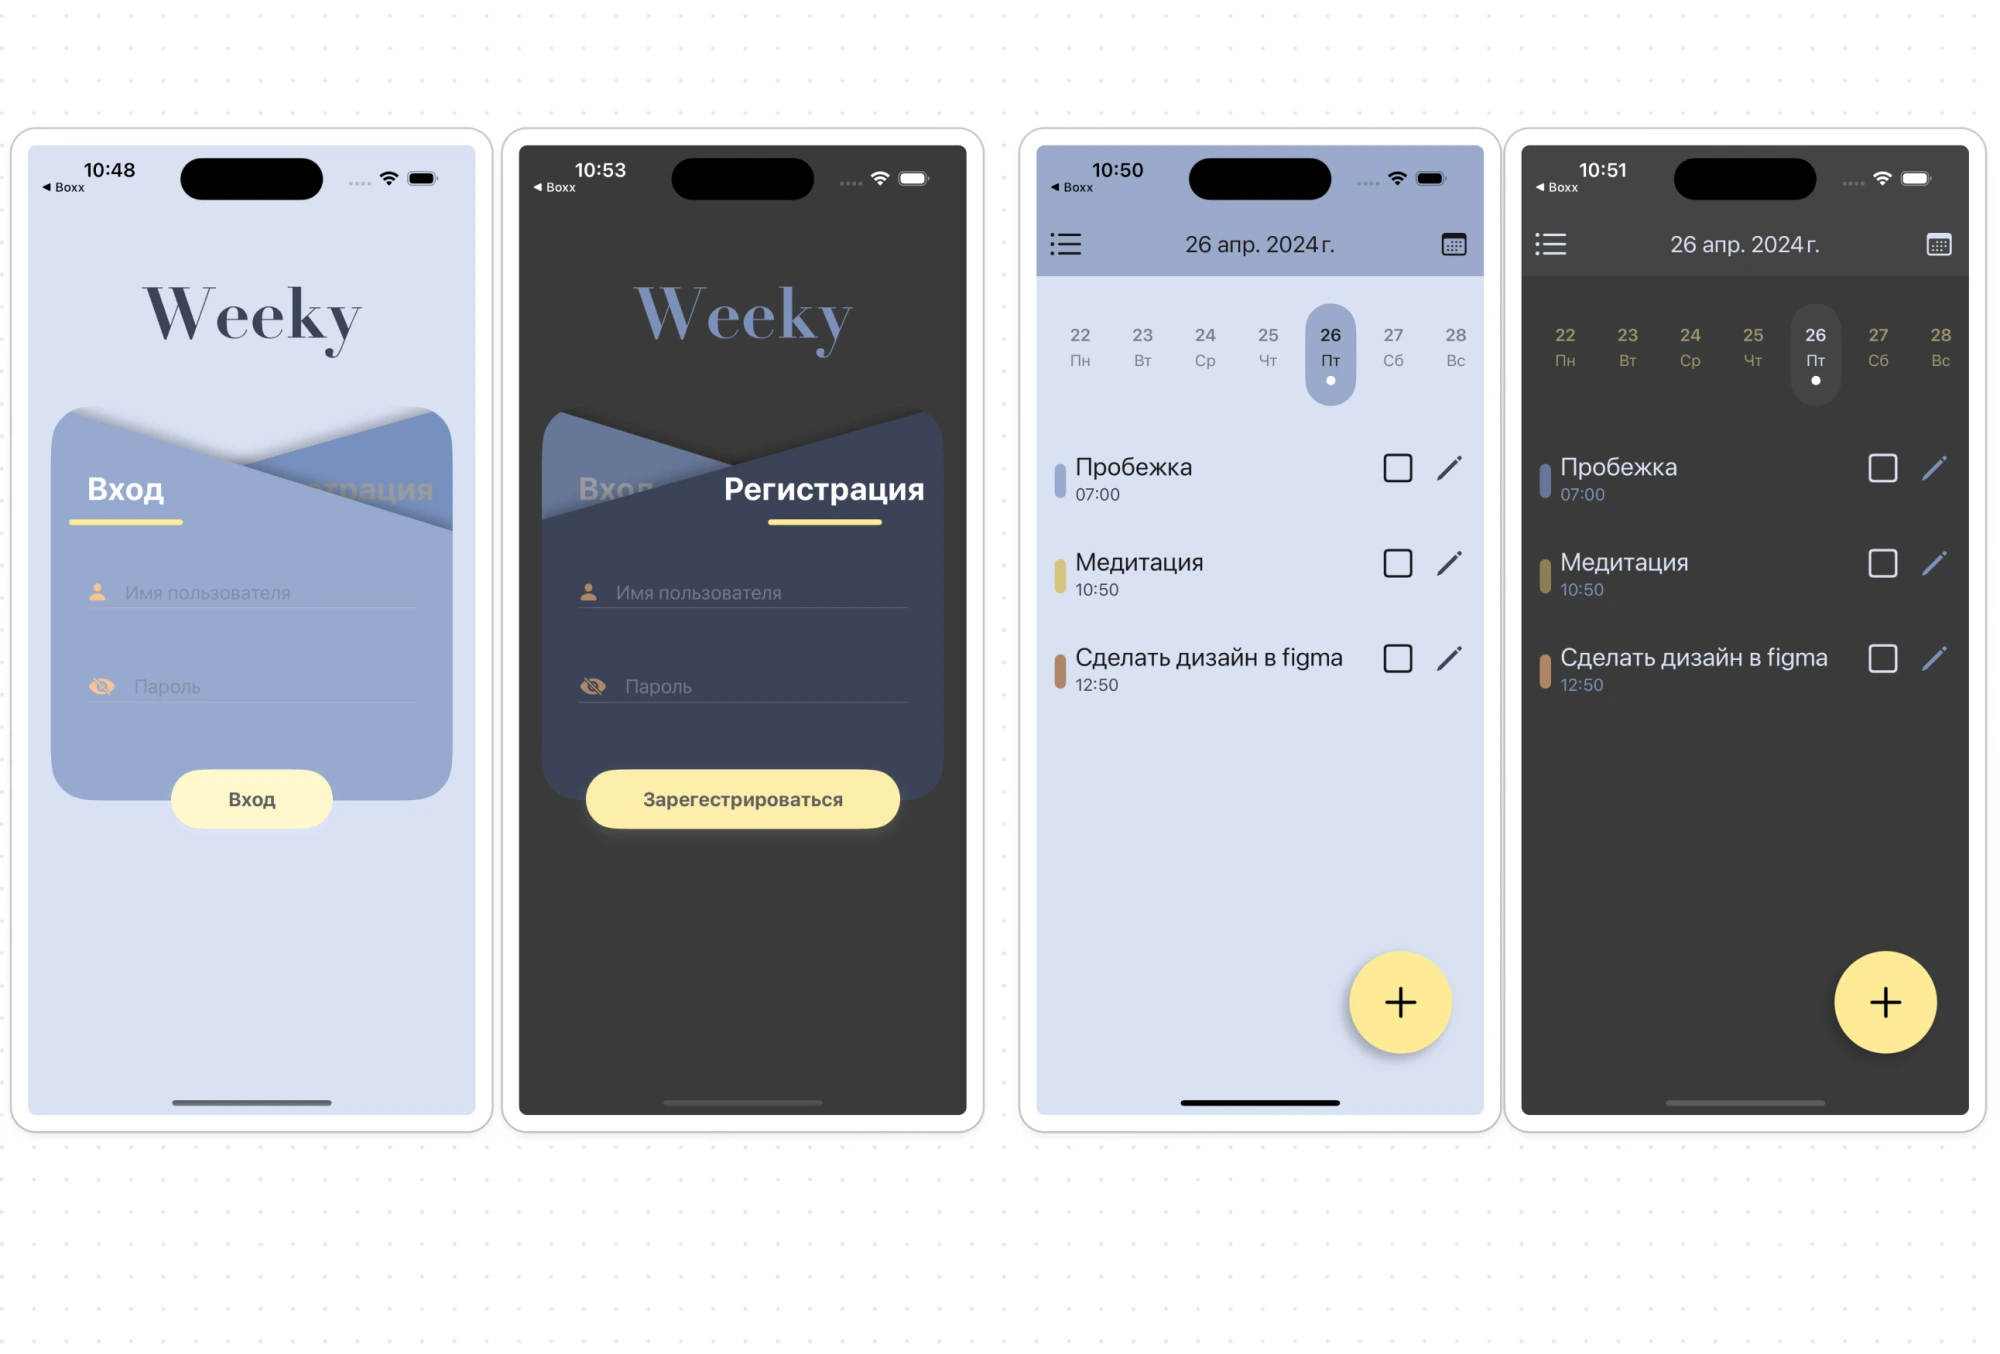 10:48
◀ Boxx
Weeky
Вход
трация
Имя пользователя
Пароль
Вход
10:53
◀ Boxx
Weeky
Вход
Регистрация
Имя пользователя
Пароль
Зарегестрироваться
10:50
◀ Boxx
26 апр. 2024 г.
22 23 24 25 26 27 28
Пн Вт Ср Чт Пт Сб Вс
Пробежка
07:00
Медитация
10:50
Сделать дизайн в figma
12:50
+
10:51
◀ Boxx
26 апр. 2024 г.
22 23 24 25 26 27 28
Пн Вт Ср Чт Пт Сб Вс
Пробежка
07:00
Медитация
10:50
Сделать дизайн в figma
12:50
+